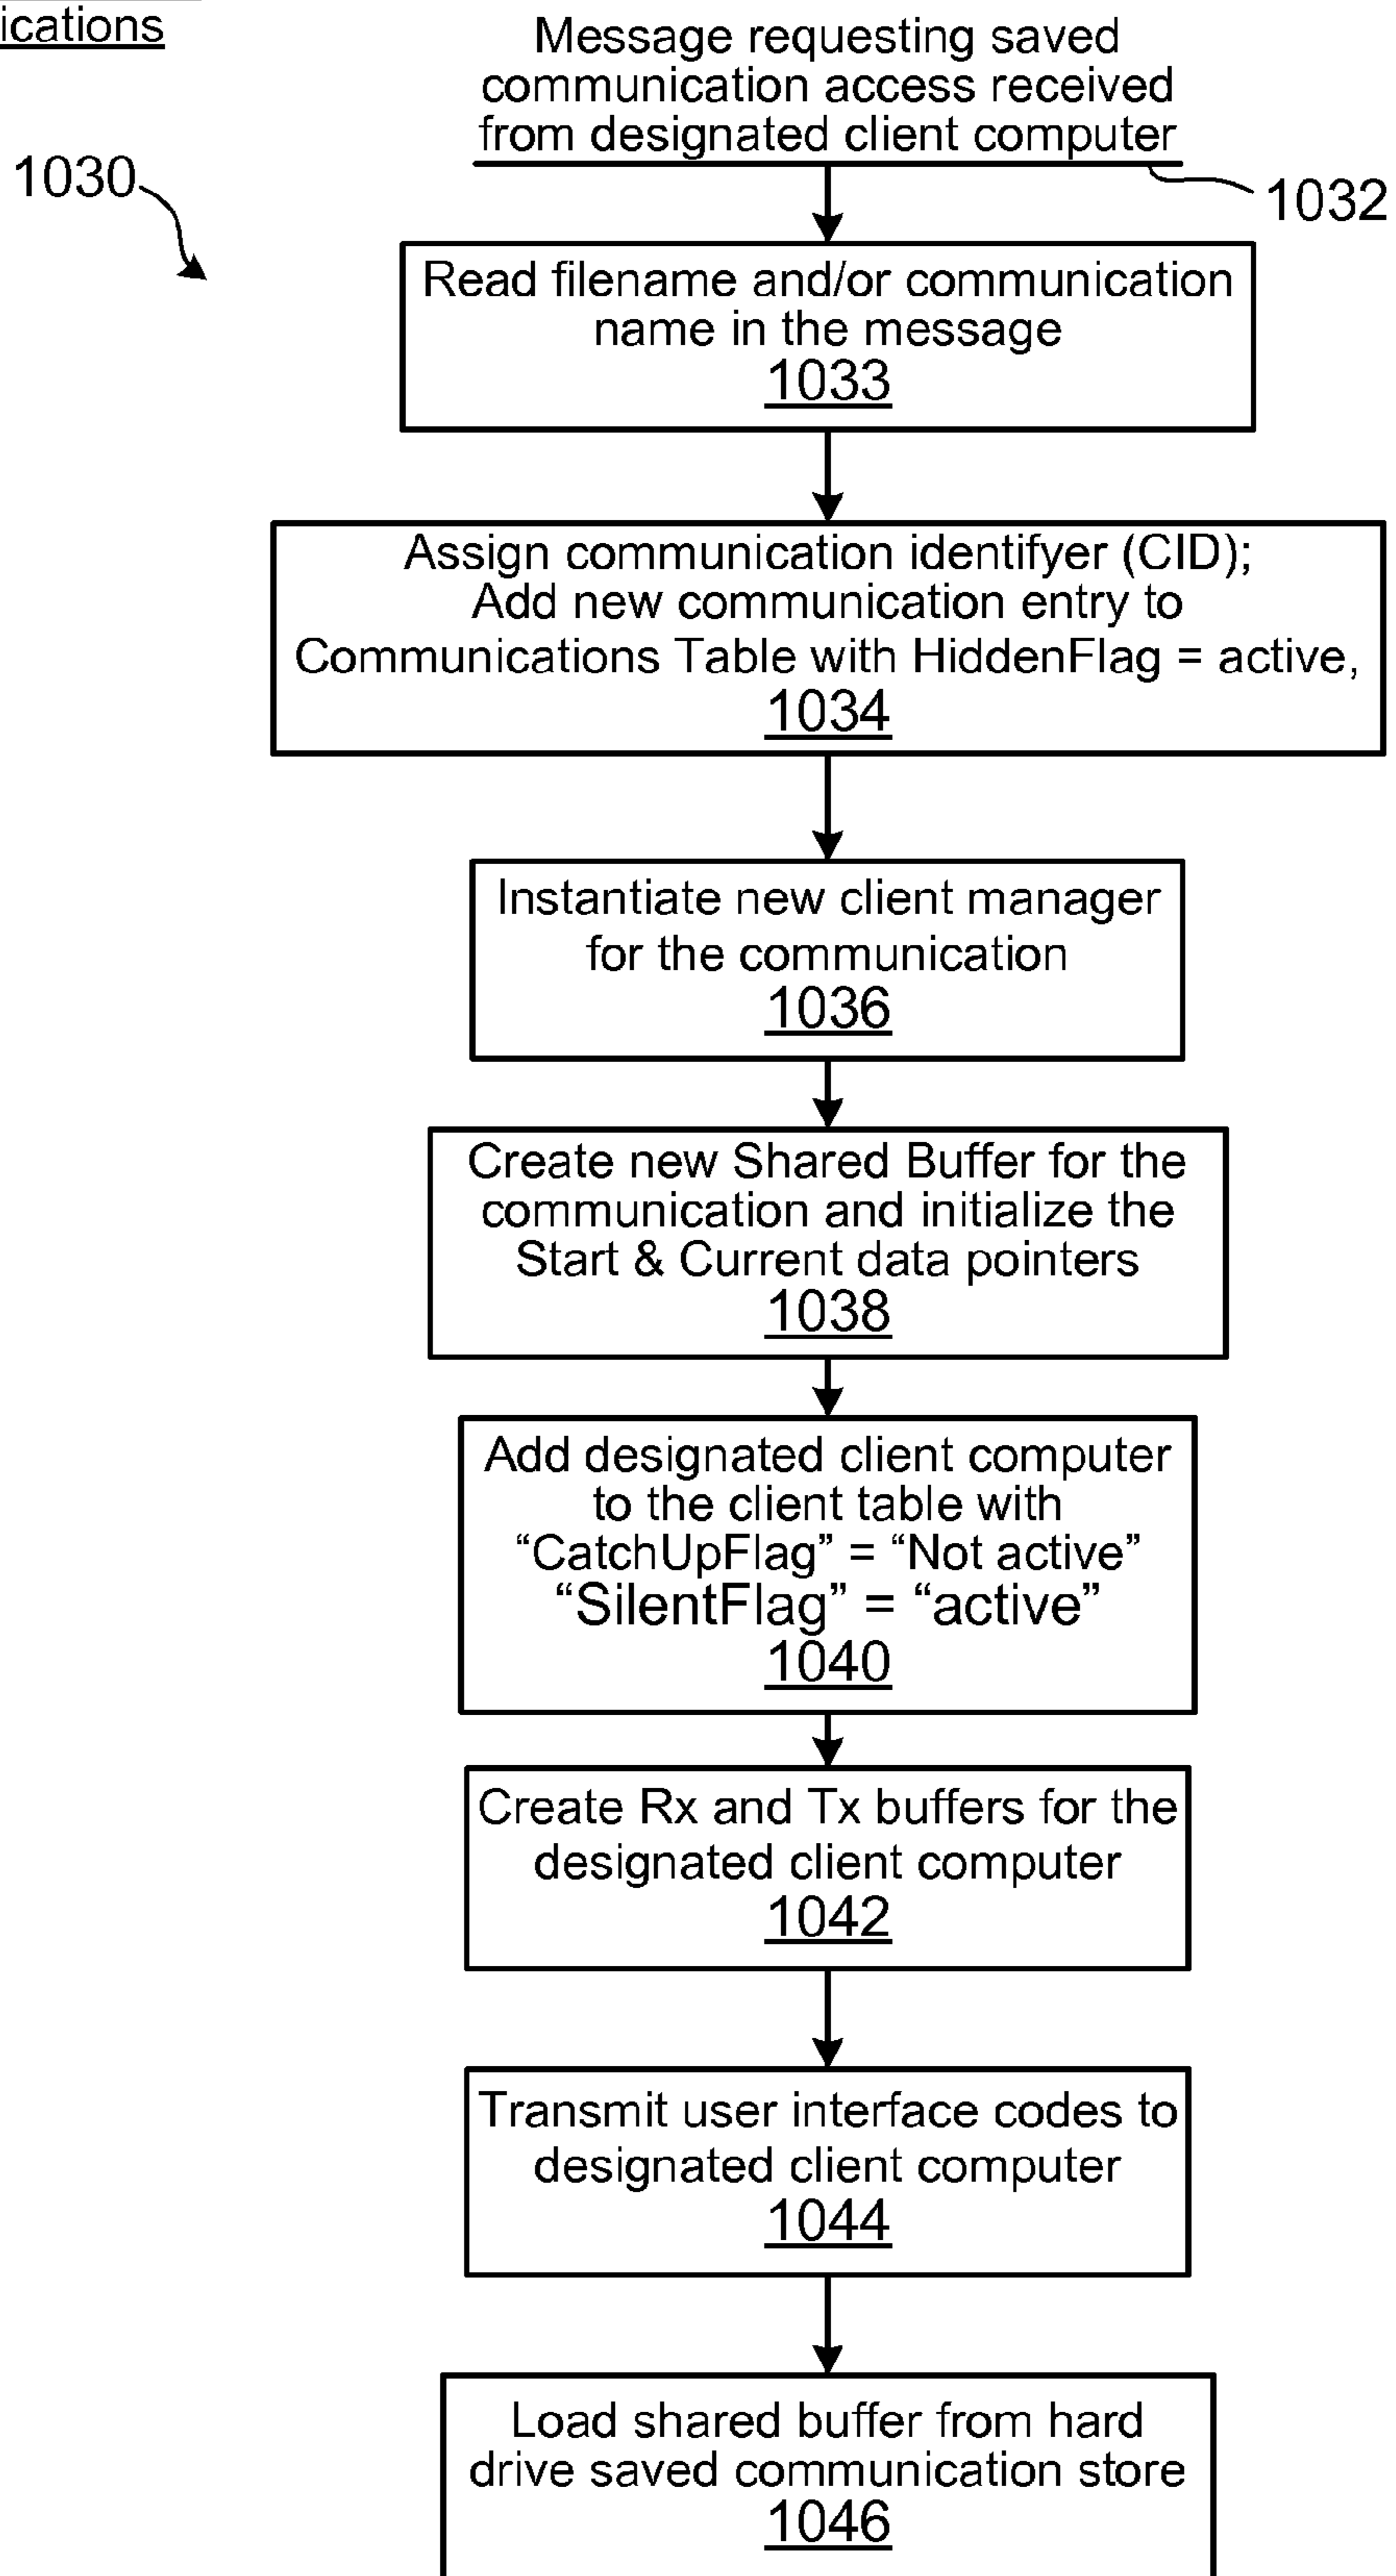 ications
Message requesting saved
communication access received
from designated client computer
1030
1032
Read filename and/or communication
name in the message
1033
Assign communication identifyer (CID);
Add new communication entry to
Communications Table with HiddenFlag = active,
1034
Instantiate new client manager
for the communication
1036
Create new Shared Buffer for the
communication and initialize the
Start & Current data pointers
1038
Add designated client computer
to the client table with
“CatchUpFlag” = “Not active”
“SilentFlag” = “active”
1040
Create Rx and Tx buffers for the
designated client computer
1042
Transmit user interface codes to
designated client computer
1044
Load shared buffer from hard
drive saved communication store
1046